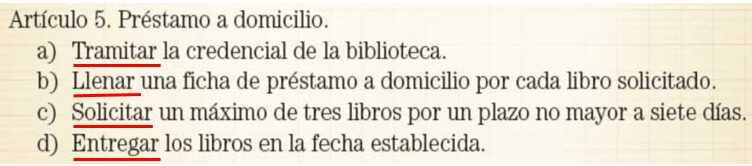 Artículo 5. Préstamo a domicilio.
a) Tramitar la credencial de la biblioteca.
b) Llenar una ficha de préstamo a domicilio por cada libro solicitado.
c) Solicitar un máximo de tres libros por un plazo no mayor a siete días.
d) Entregar los libros en la fecha establecida.